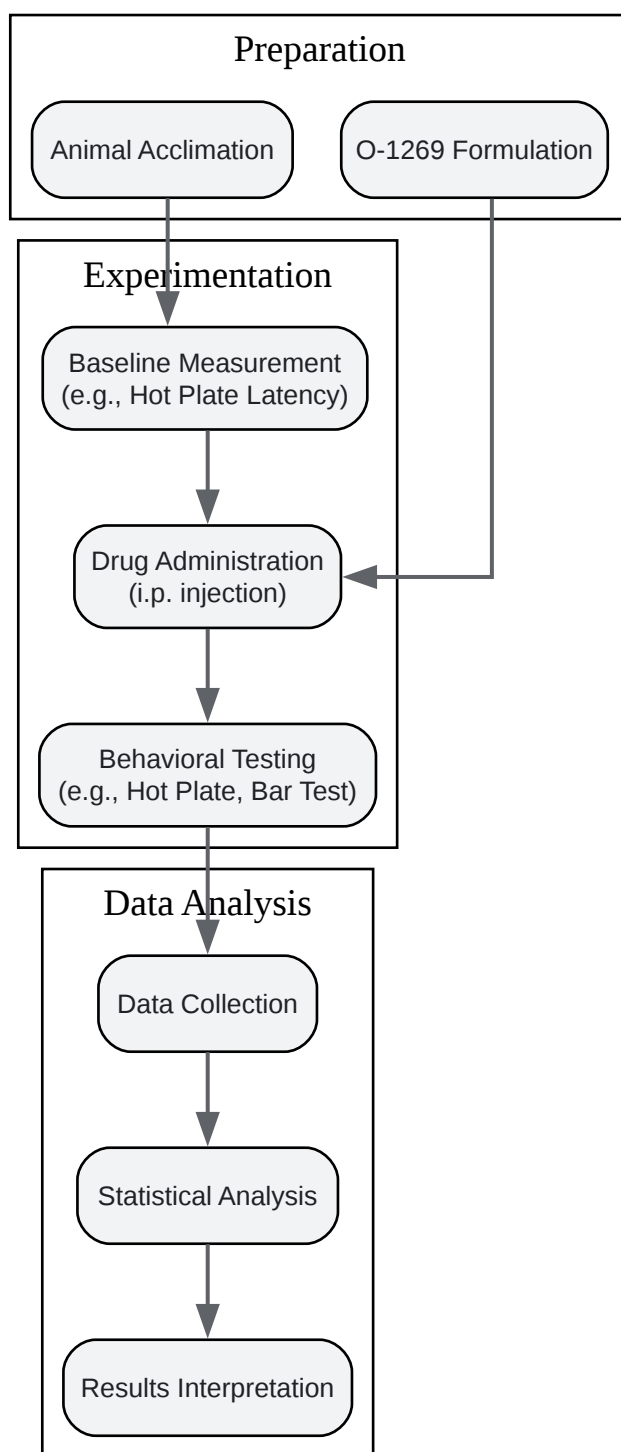 Preparation
Animal Acclimation
O-1269 Formulation
Experimentation
Baseline Measurement
(e.g., Hot Plate Latency)
Drug Administration
(i.p. injection)
Behavioral Testing
(e.g., Hot Plate, Bar Test)
Data Analysis
Data Collection
Statistical Analysis
Results Interpretation